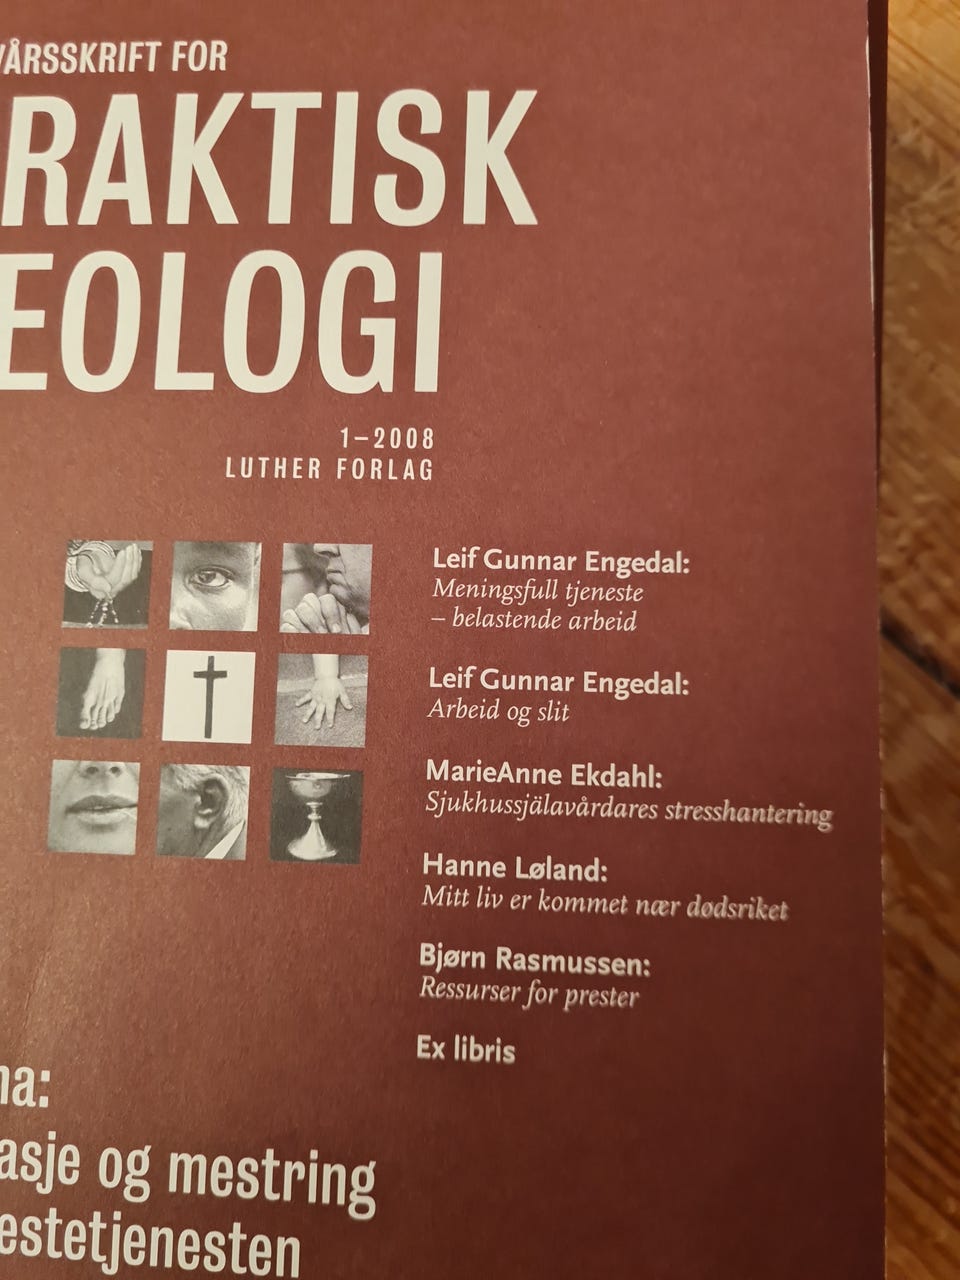 VÅRSSKRIFT FOR
RAKTISK
EOLOGI
1–2008
LUTHER FORLAG
Leif Gunnar Engedal:
Meningsfull tjeneste
– belastende arbeid
Leif Gunnar Engedal:
Arbeid og slit
MarieAnne Ekdahl:
Sjukhussjälavårdares stresshantering
Hanne Løland:
Mitt liv er kommet nær dødsriket
Bjørn Rasmussen:
Ressurser for prester
Ex libris
na:
asje og mestring
estetjenesten